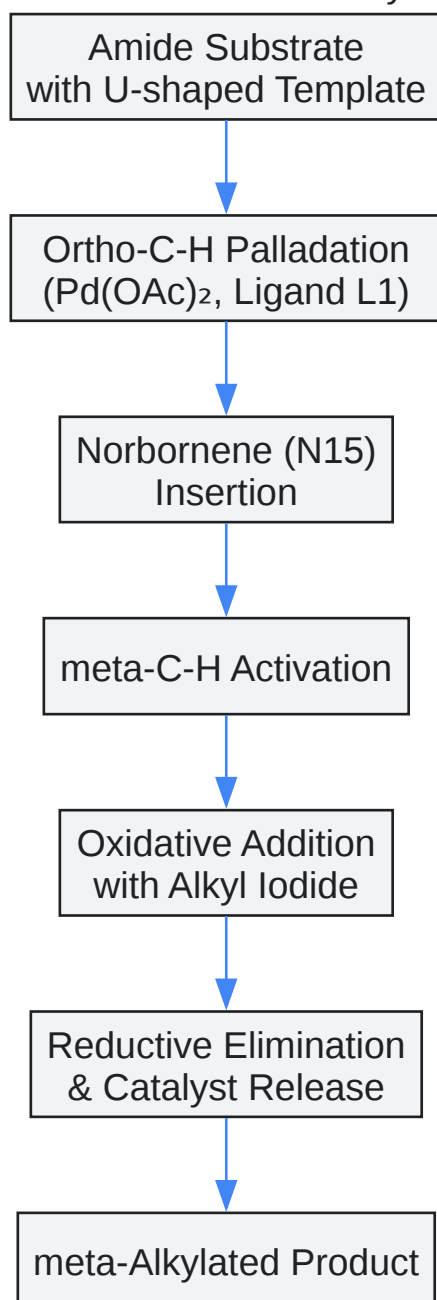 Amide Substrate
with U-shaped Template
Ortho-C-H Palladation
(Pd(OAc)₂, Ligand L1)
Norbornene (N15)
Insertion
meta-C-H Activation
Oxidative Addition
with Alkyl Iodide
Reductive Elimination
& Catalyst Release
meta-Alkylated Product